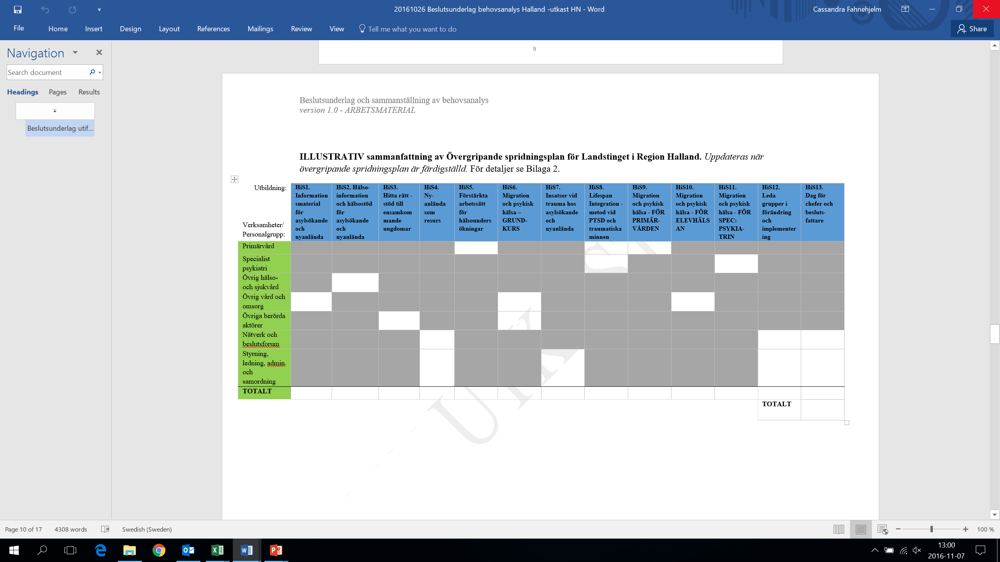 20161026 Beslutsunderlag behovsanalys Halland -utkast HN - Word
Cassandra Fahnehjelm
File
Home
Insert
Design
Layout
References
Mailings
Review
View
Tell me what you want to do
Share
Navigation
Search document
Headings
Pages
Results
Beslutsunderlag utif...
9
Beslutsunderlag och sammanställning av behovsanalys
version 1.0 - ARBETSMATERIAL
ILLUSTRATIV sammanfattning av Övergripande spridningsplan för Landstinget i Region Halland. Uppdateras när
övergripande spridningsplan är färdigställd. För detaljer se Bilaga 2.
Utbildning:
Verksamheter/
Personalgrupp:
HiS1.
Information
smaterial
för
asylsökande
och
nyanlända
HiS2. Hälso-
information
och hälsostöd
för
asylsökande
och
nyanlända
HiS3.
Hitta rätt -
stöd till
ensamkom
mande
ungdomar
HiS4.
Ny-
anlända
som
resurs
HiS5.
Förstärkta
arbetssätt
för
hälsounders
ökningar
HiS6.
Migration
och psykisk
hälsa –
GRUND-
KURS
HiS7.
Insatser vid
trauma hos
asylsökande
och
nyanlända
HiS8.
Lifespan
Integration -
metod vid
PTSD och
traumatiska
minnen
HiS9.
Migration
och psykisk
hälsa - FÖR
PRIMÄR-
VÅRDEN
HiS10.
Migration
och psykisk
hälsa - FÖR
ELEVHÄLS
AN
HiS11.
Migration
och psykisk
hälsa - FÖR
SPEC:
PSYKIA-
TRIN
HiS12.
Leda
grupper i
förändring
och
implementer
ing
HiS13.
Dag för
chefer och
besluts-
fattare
Primärvård
Specialist
psykiatri
Övrig hälso-
och sjukvård
Övrig vård och
omsorg
Övriga berörda
aktörer
Nätverk och
beslutsforum
Styrning,
ledning, admin.
och
samordning
TOTALT
TOTALT
Page 10 of 17
4308 words
Swedish (Sweden)
100 %
13:00
2016-11-07